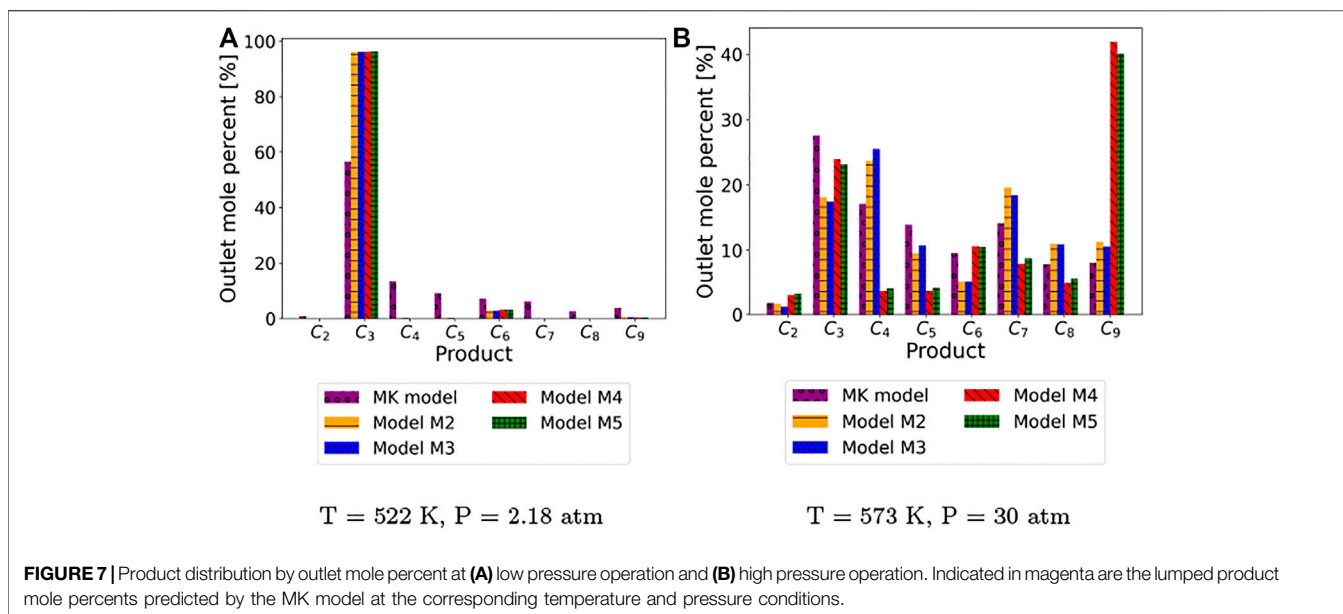 A
100
80
60
40
20
0
Outlet mole percent [%]
C2 C3 C4 C5 C6 C7 C8 C9
Product
MK model
Model M2
Model M3
Model M4
Model M5
T = 522 K, P = 2.18 atm
B
40
30
20
10
0
Outlet mole percent [%]
C2 C3 C4 C5 C6 C7 C8 C9
Product
MK model
Model M2
Model M3
Model M4
Model M5
T = 573 K, P = 30 atm
FIGURE 7 | Product distribution by outlet mole percent at (A) low pressure operation and (B) high pressure operation. Indicated in magenta are the lumped product
mole percents predicted by the MK model at the corresponding temperature and pressure conditions.